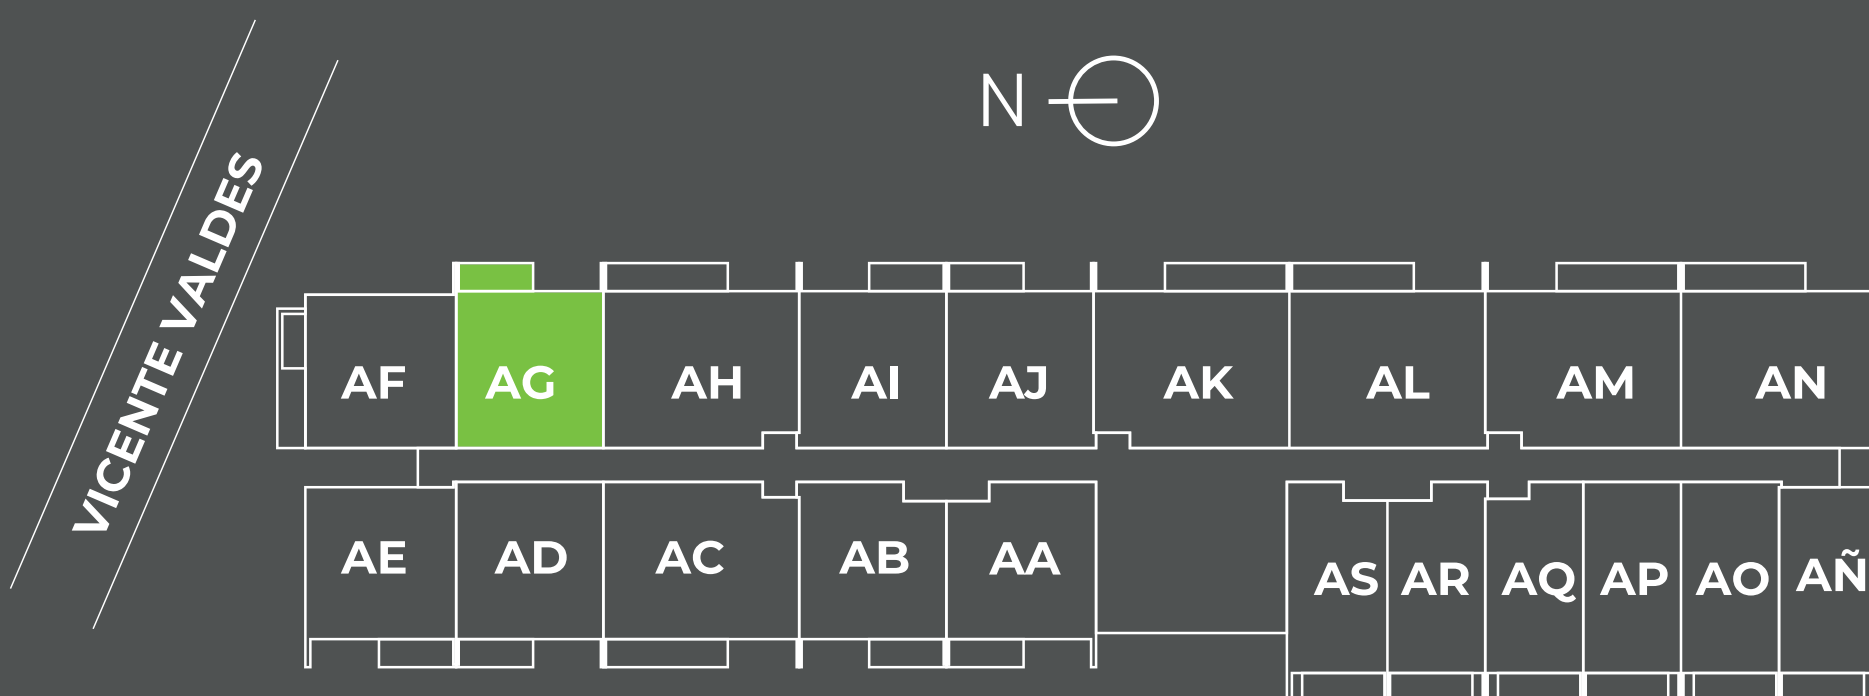 N
VICENTE VALDES
AF AG AH AI AJ AK AL AM AN
AE AD AC AB AA AS AR AQ AP AO AÑ